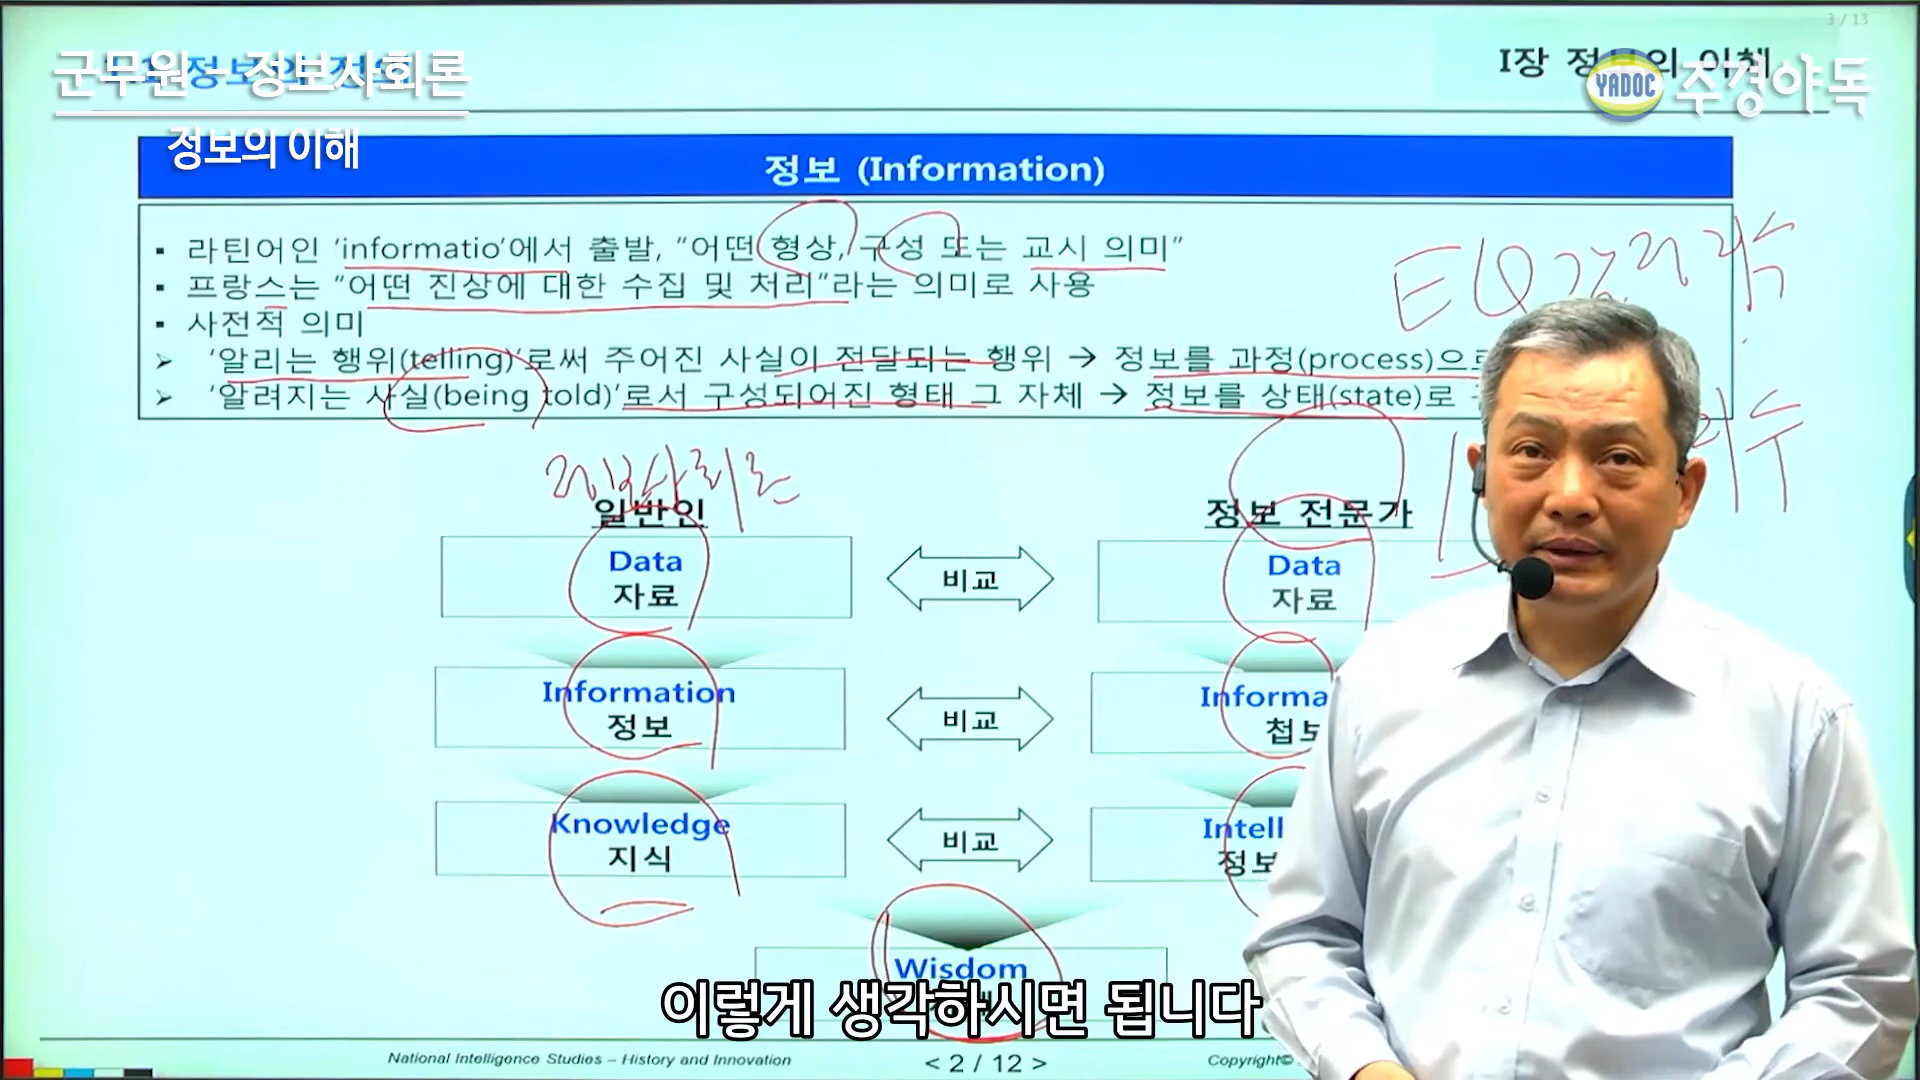 3 / 13
군무원 - 정보사회론
정보의 이해
I장 정보의 이해
YADOC 주경야독
정보 (Information)
▪ 라틴어인 ‘informatio’에서 출발, “어떤 형상, 구성 또는 교시 의미”
▪ 프랑스는 “어떤 진상에 대한 수집 및 처리”라는 의미로 사용
▪ 사전적 의미
➢ ‘알리는 행위(telling)’로써 주어진 사실이 전달되는 행위 → 정보를 과정(process)으로
➢ ‘알려지는 사실(being told)’로서 구성되어진 형태 그 자체 → 정보를 상태(state)로
EQ
일반인
정보 전문가
Data
자료
비교
Data
자료
Information
정보
비교
Informa
첩보
Knowledge
지식
비교
Intell
정보
Wisdom
이렇게 생각하시면 됩니다
National Intelligence Studies – History and Innovation
< 2 / 12 >
Copyright©